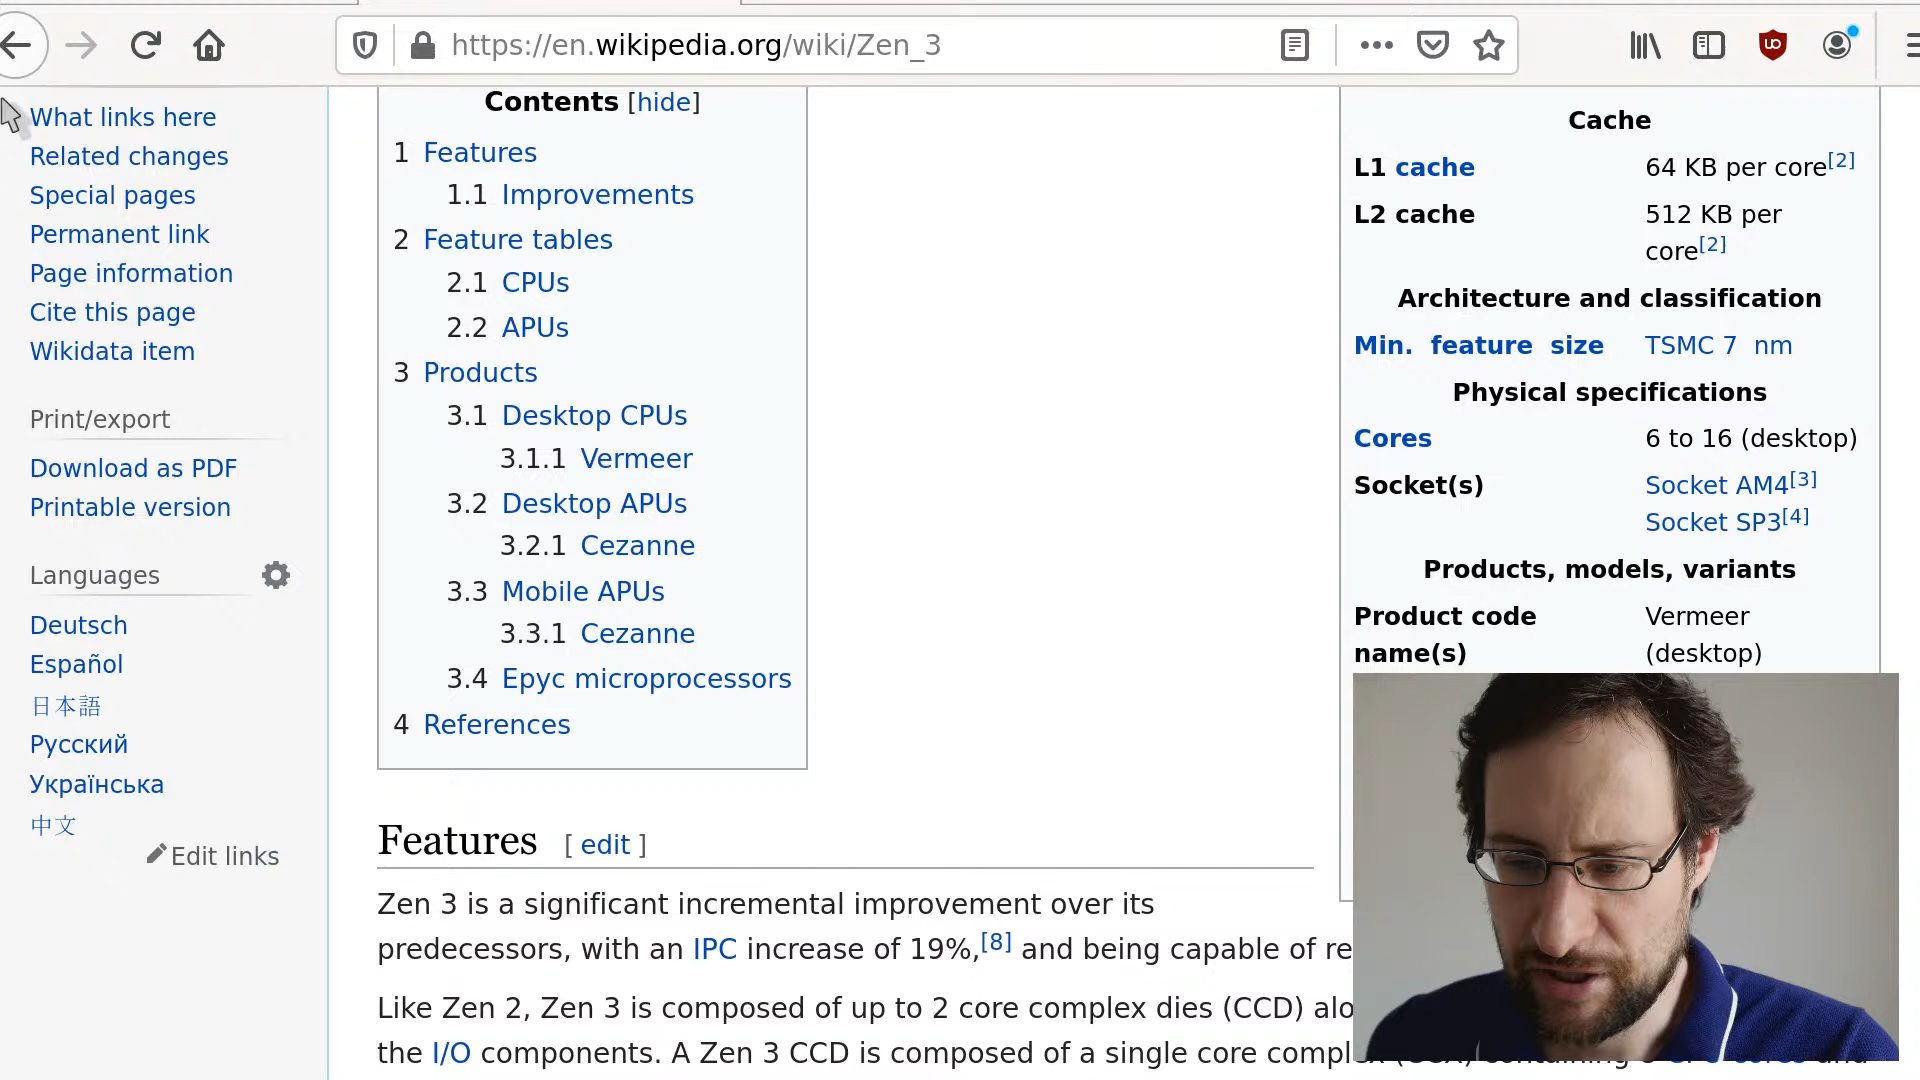 https://en.wikipedia.org/wiki/Zen_3
What links here
Related changes
Special pages
Permanent link
Page information
Cite this page
Wikidata item
Print/export
Download as PDF
Printable version
Languages
Deutsch
Español
日本語
Русский
Українська
中文
Edit links
Contents [hide]
1 Features
1.1 Improvements
2 Feature tables
2.1 CPUs
2.2 APUs
3 Products
3.1 Desktop CPUs
3.1.1 Vermeer
3.2 Desktop APUs
3.2.1 Cezanne
3.3 Mobile APUs
3.3.1 Cezanne
3.4 Epyc microprocessors
4 References
Features [ edit ]
Zen 3 is a significant incremental improvement over its
predecessors, with an IPC increase of 19%,[8] and being capable of re
Like Zen 2, Zen 3 is composed of up to 2 core complex dies (CCD) alo
the I/O components. A Zen 3 CCD is composed of a single core compl
Cache
L1 cache 64 KB per core[2]
L2 cache 512 KB per
core[2]
Architecture and classification
Min. feature size TSMC 7 nm
Physical specifications
Cores 6 to 16 (desktop)
Socket(s) Socket AM4[3]
Socket SP3[4]
Products, models, variants
Product code Vermeer
name(s) (desktop)